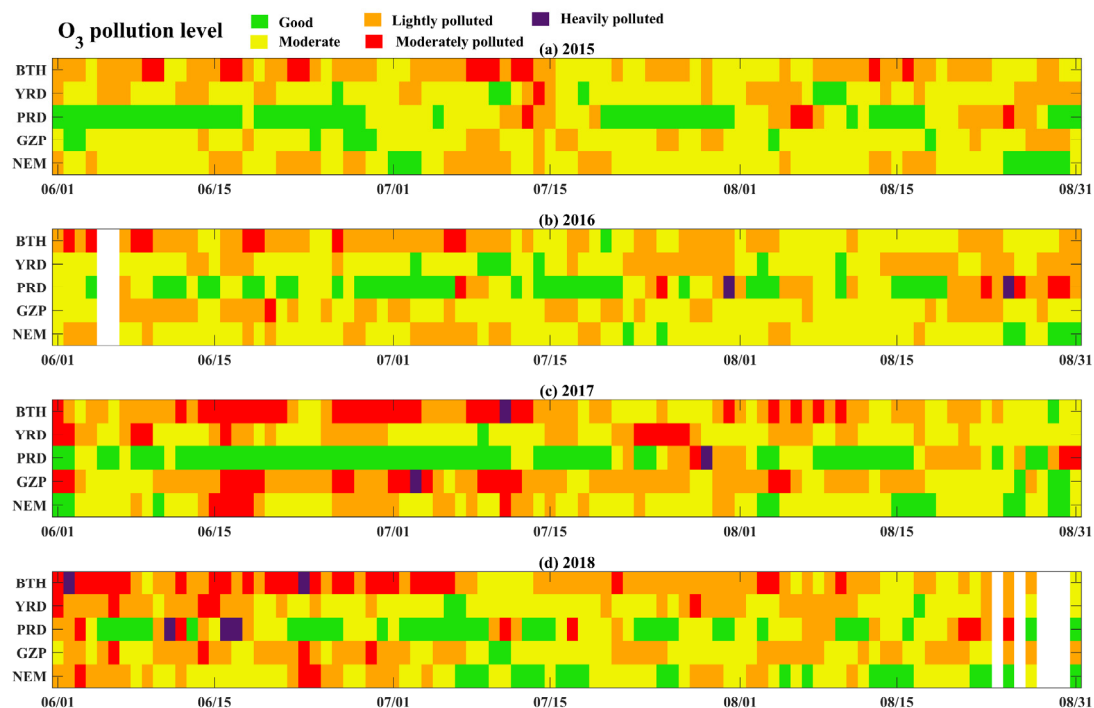 O3 pollution level
Good
Lightly polluted
Heavily polluted
Moderate
Moderately polluted
(a) 2015
BTH
YRD
PRD
GZP
NEM
06/01 06/15 07/01 07/15 08/01 08/15 08/31
(b) 2016
BTH
YRD
PRD
GZP
NEM
06/01 06/15 07/01 07/15 08/01 08/15 08/31
(c) 2017
BTH
YRD
PRD
GZP
NEM
06/01 06/15 07/01 07/15 08/01 08/15 08/31
(d) 2018
BTH
YRD
PRD
GZP
NEM
06/01 06/15 07/01 07/15 08/01 08/15 08/31